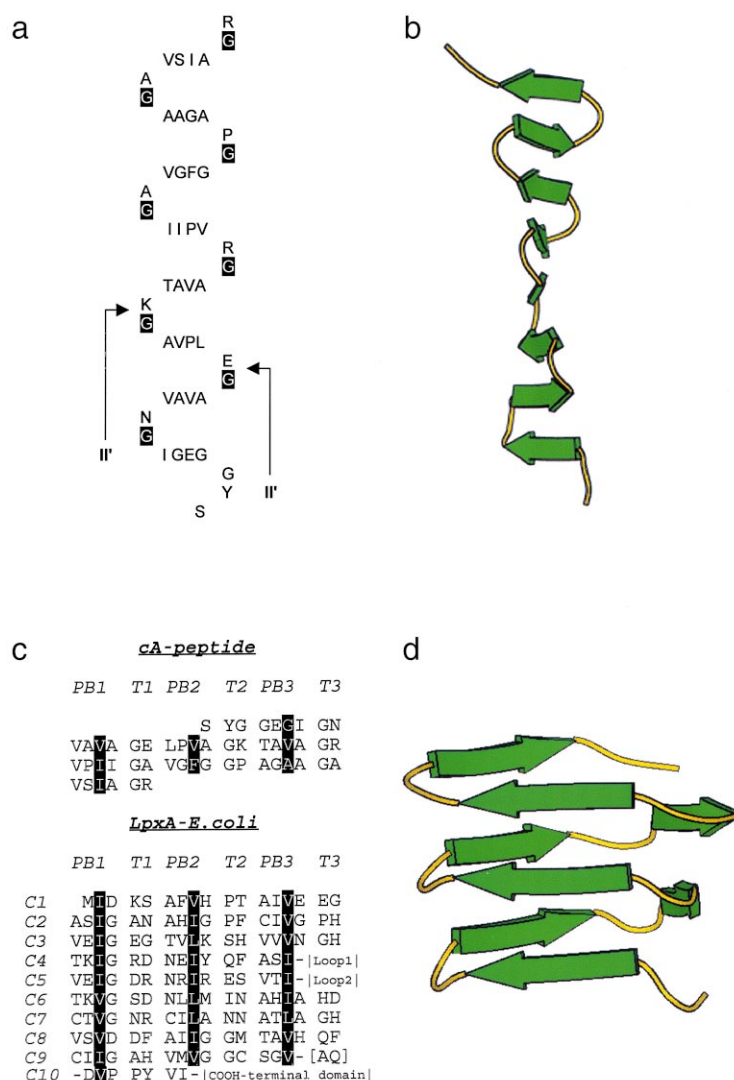 a
b
R
G
VSIA
A
G
AAGA
P
G
VGFG
A
G
IIPV
R
G
TAVA
K
G
AVPL
E
G
VAVA
N
G
IGEG
II'
G
Y
II'
S
c
d
cA-peptide
PB1 T1 PB2 T2 PB3 T3
S YG GEGI GN
VAVA GE LPVA GK TAVA GR
VPII GA VGFG GP AGAA GA
VSIA GR
LpxA-E.coli
PB1 T1 PB2 T2 PB3 T3
C1 MID KS AFVH PT AIVE EG
C2 ASIG AN AHIG PF CIVG PH
C3 VEIG EG TVLK SH VVVN GH
C4 TKIG RD NEIY QF ASI-|Loop1|
C5 VEIG DR NRIR ES VTI-|Loop2|
C6 TKVG SD NLLM IN AHIA HD
C7 CTVG NR CILA NN ATLA GH
C8 VSVD DF AIIG GM TAVH QF
C9 CIIG AH VMVG GC SGV-[AQ]
C10 -DVP PY VI-|COOH-terminal domain|